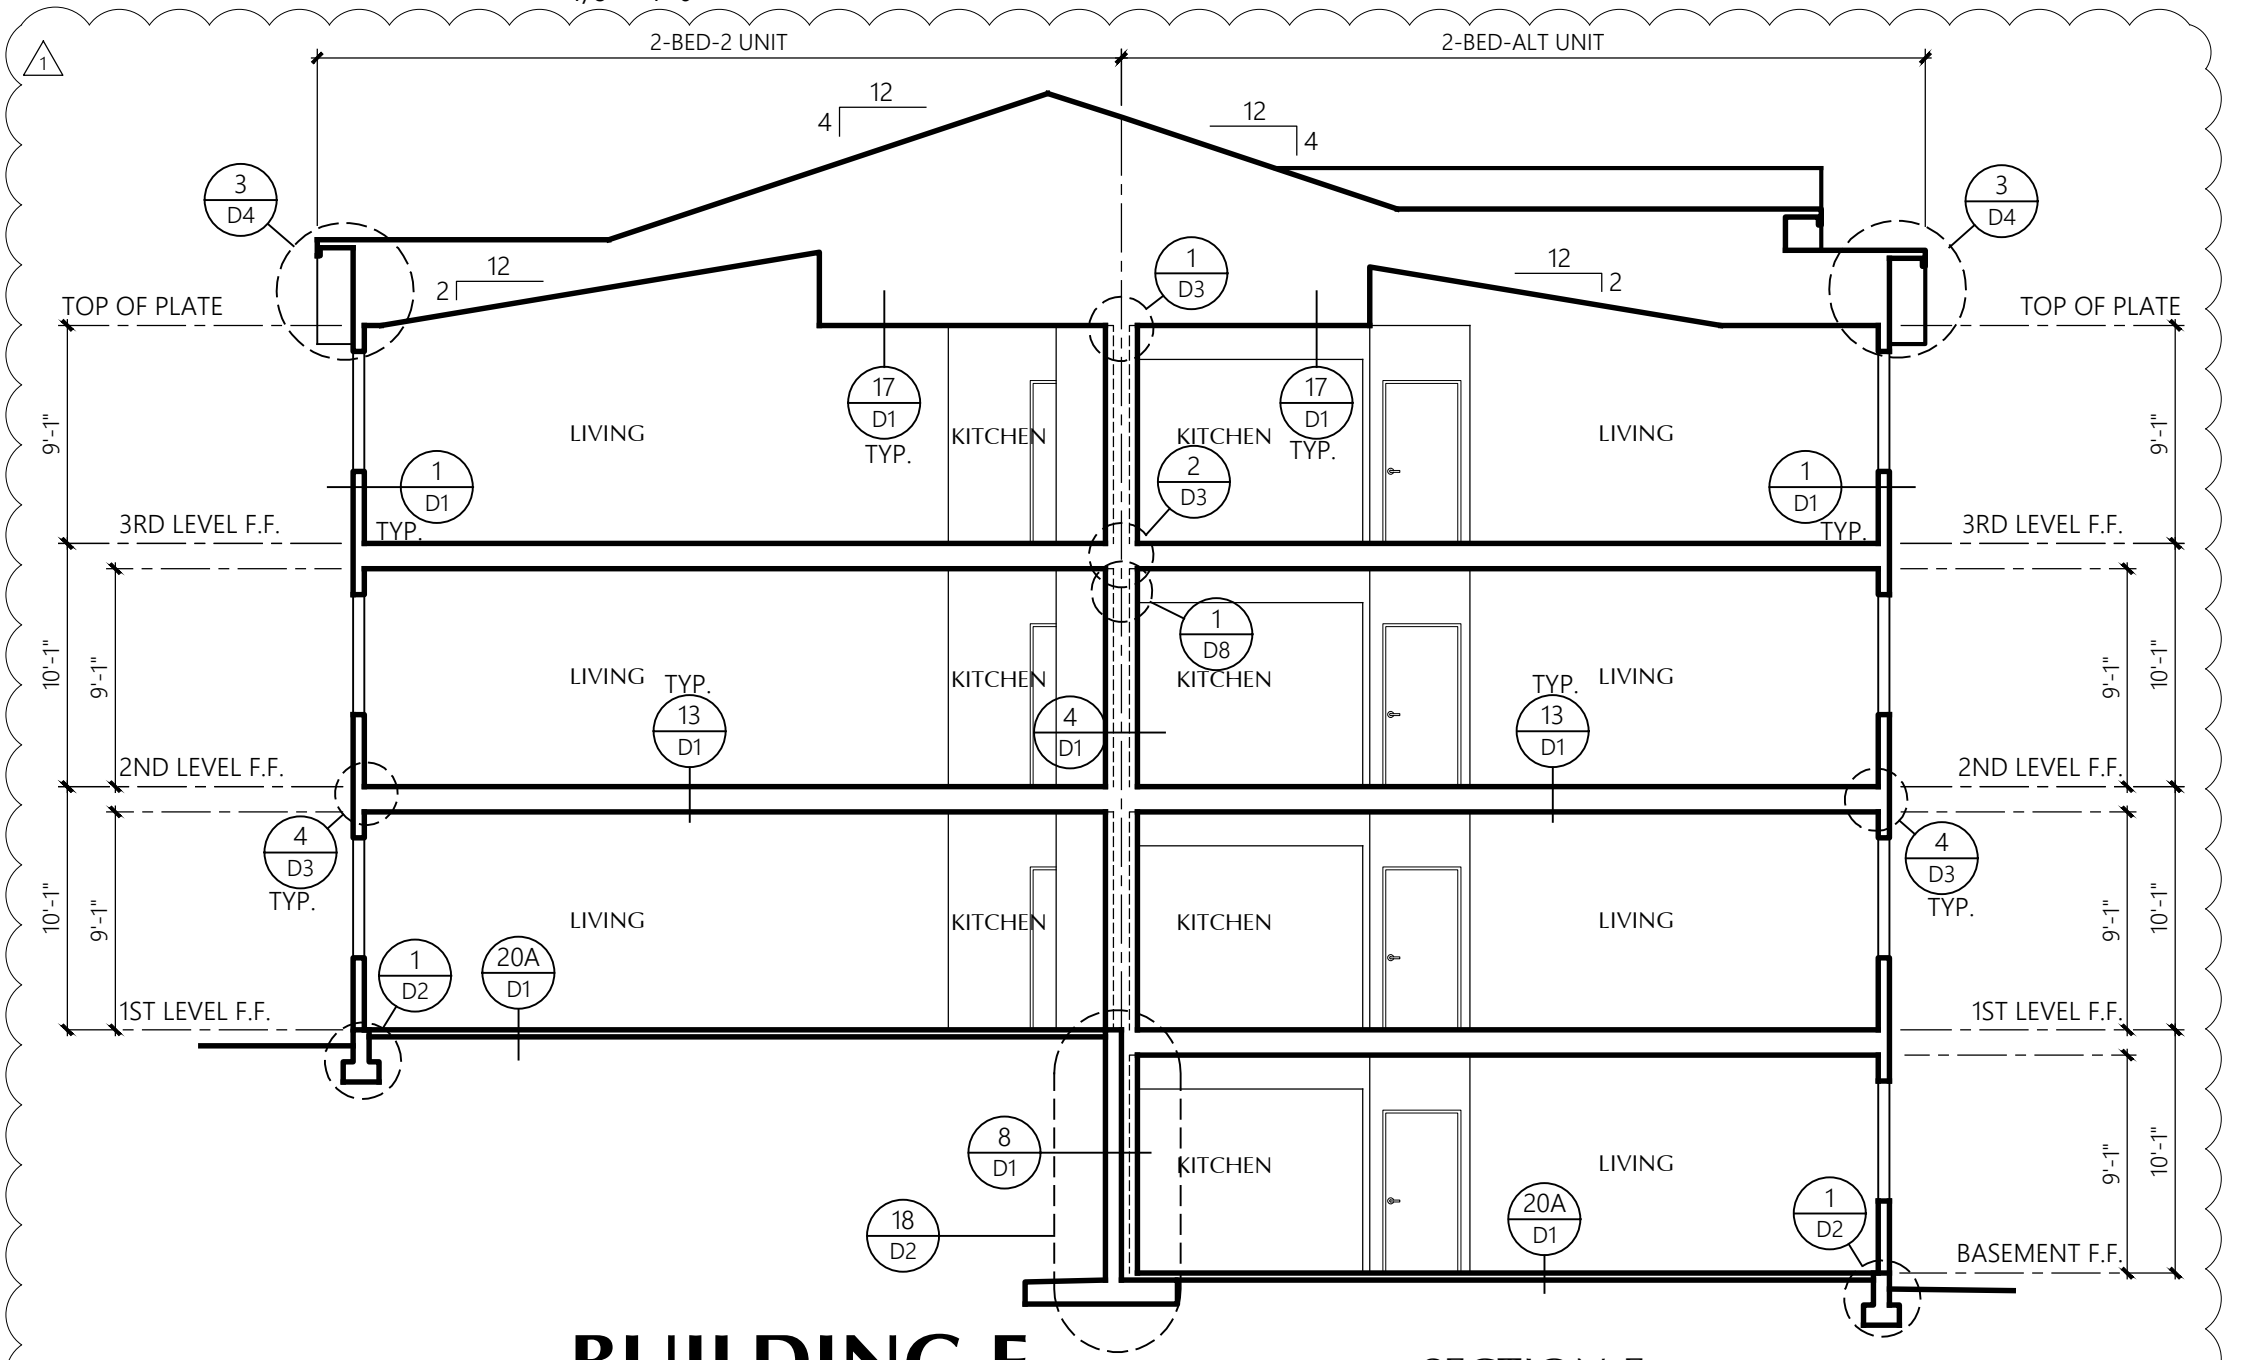 2-BED-2 UNIT
2-BED-ALT UNIT
1
12
4
12
4
3
D4
3
D4
12
2
1
D3
12
2
TOP OF PLATE
TOP OF PLATE
17
D1
TYP.
17
D1
TYP.
9'-1"
LIVING
KITCHEN
KITCHEN
LIVING
9'-1"
1
D1
TYP.
2
D3
1
D1
TYP.
3RD LEVEL F.F.
3RD LEVEL F.F.
1
D8
10'-1"
9'-1"
LIVING
KITCHEN
KITCHEN
LIVING
9'-1"
10'-1"
TYP.
13
D1
4
D1
TYP.
13
D1
2ND LEVEL F.F.
2ND LEVEL F.F.
4
D3
TYP.
4
D3
TYP.
10'-1"
9'-1"
LIVING
KITCHEN
KITCHEN
LIVING
9'-1"
10'-1"
1
D2
20A
D1
1ST LEVEL F.F.
1ST LEVEL F.F.
8
D1
KITCHEN
LIVING
9'-1"
10'-1"
18
D2
20A
D1
1
D2
BASEMENT F.F.